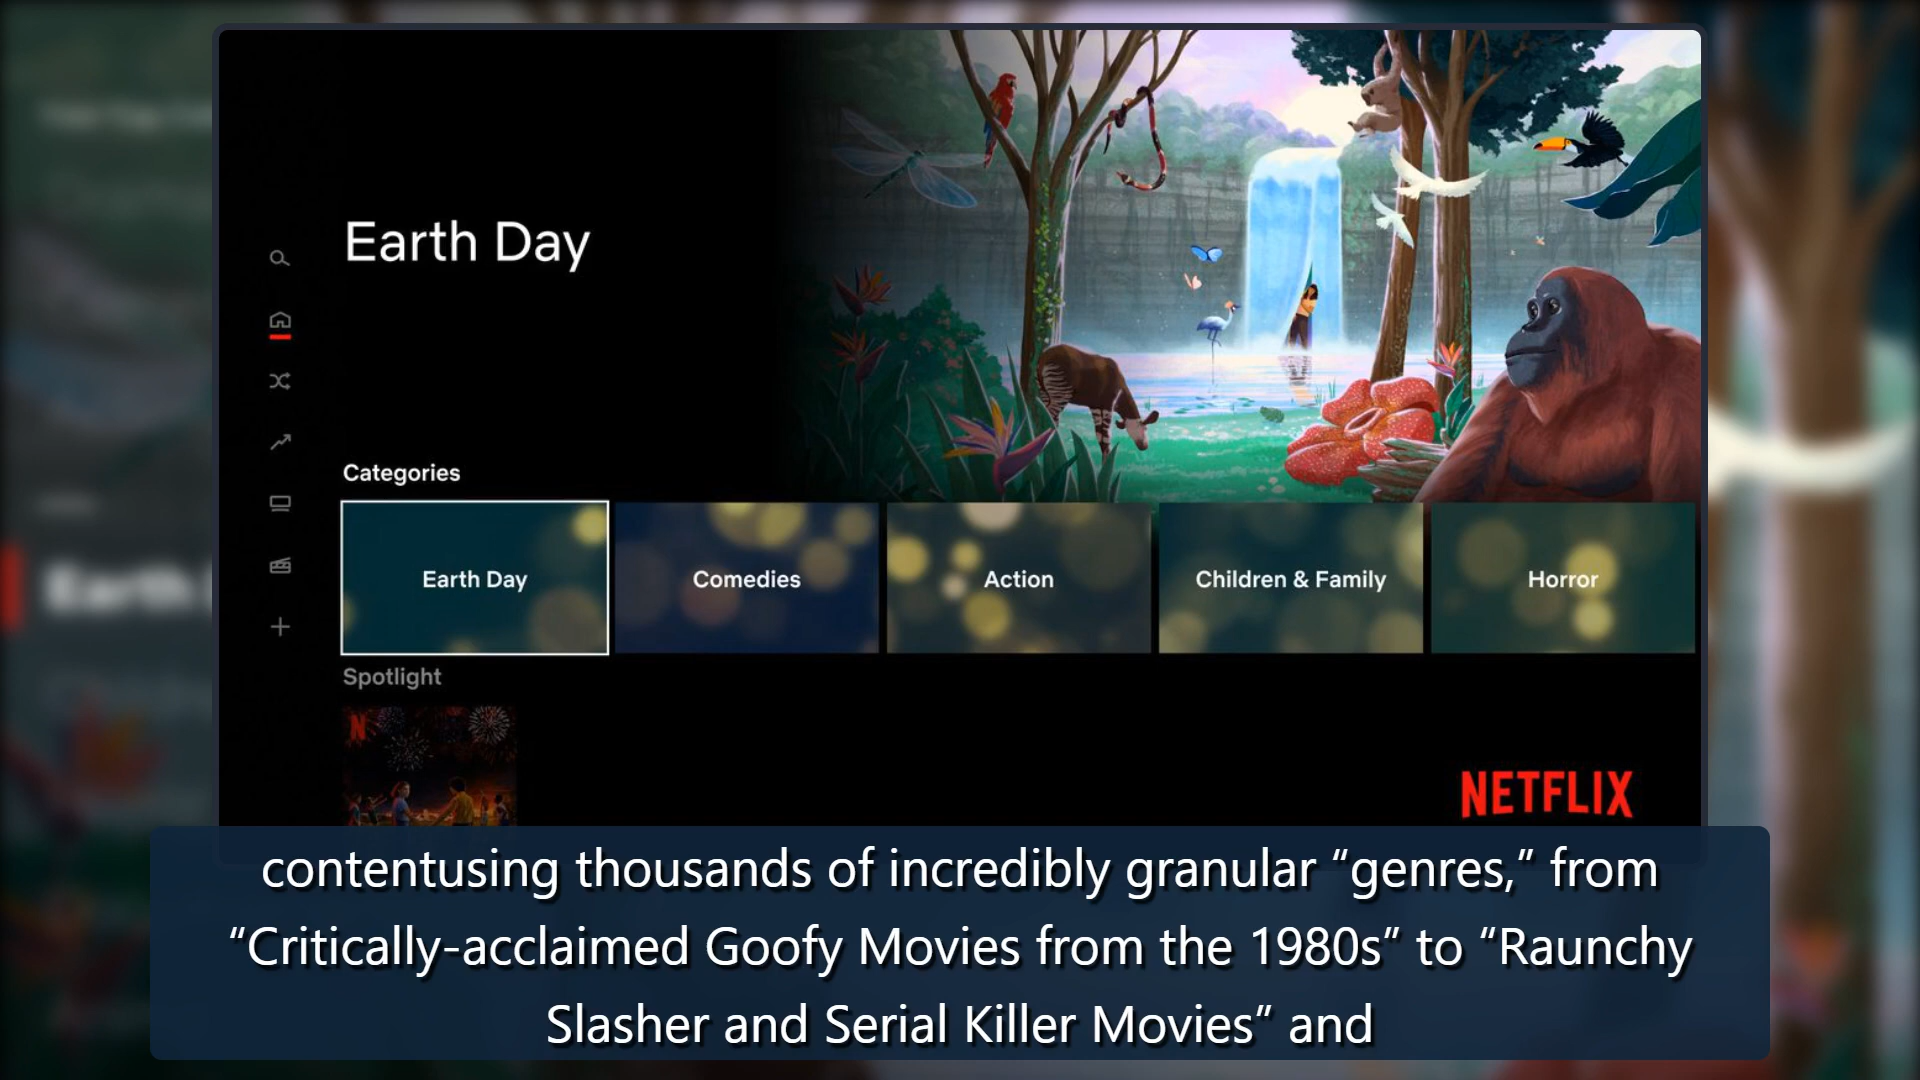 Earth Day
Categories
Earth Day
Comedies
Action
Children & Family
Horror
Spotlight
N
NETFLIX
contentusing thousands of incredibly granular “genres,” from
“Critically-acclaimed Goofy Movies from the 1980s” to “Raunchy
Slasher and Serial Killer Movies” and